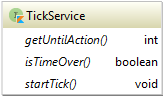 TickService
getUntilAction() int
isTimeOver() boolean
startTick() void